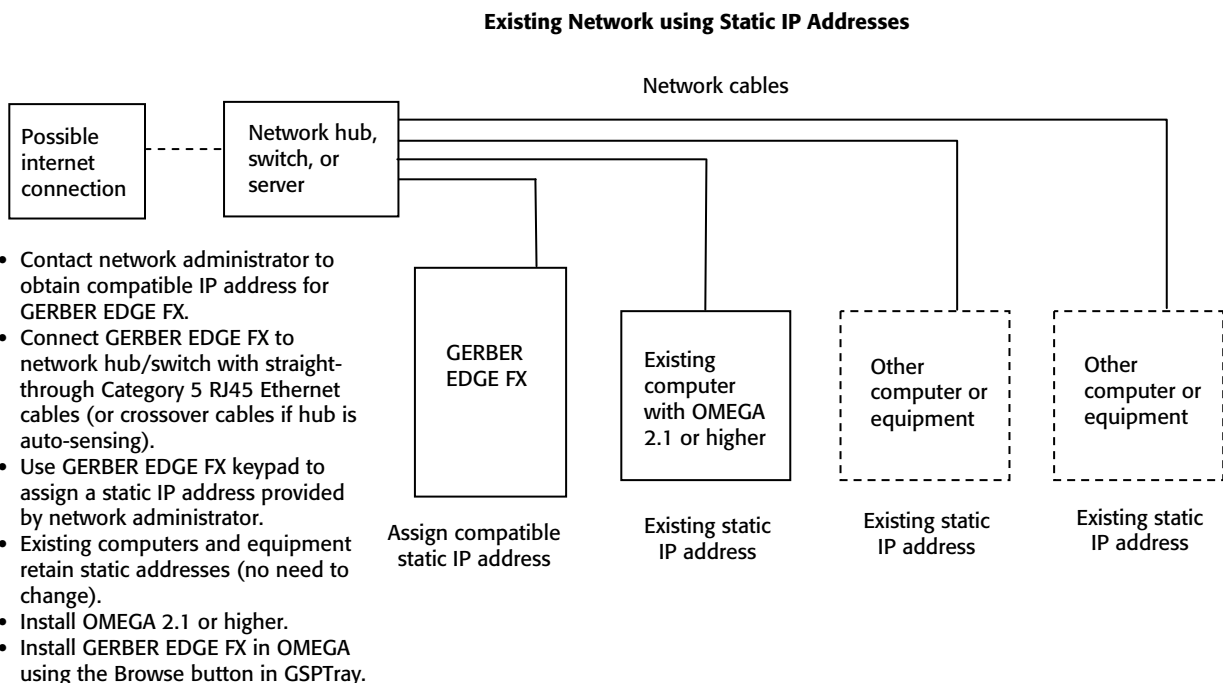 Existing Network using Static IP Addresses
Network cables
Possible
internet
connection
Network hub,
switch, or
server
• Contact network administrator to
obtain compatible IP address for
GERBER EDGE FX.
• Connect GERBER EDGE FX to
network hub/switch with straight-
through Category 5 RJ45 Ethernet
cables (or crossover cables if hub is
auto-sensing).
• Use GERBER EDGE FX keypad to
assign a static IP address provided
by network administrator.
• Existing computers and equipment
retain static addresses (no need to
change).
• Install OMEGA 2.1 or higher.
• Install GERBER EDGE FX in OMEGA
using the Browse button in GSPTray.
GERBER
EDGE FX
Assign compatible
static IP address
Existing
computer
with OMEGA
2.1 or higher
Existing static
IP address
Other
computer or
equipment
Existing static
IP address
Other
computer or
equipment
Existing static
IP address